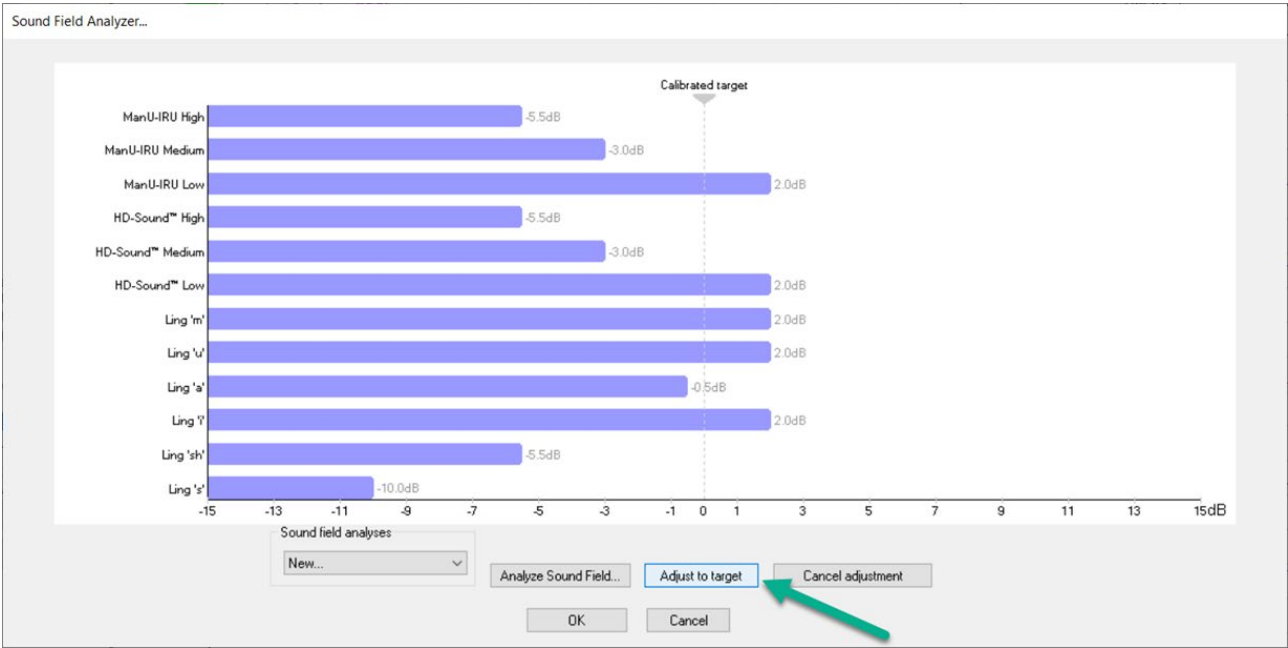 Sound Field Analyzer...
Calibrated target
ManU-IRU High -5.5dB
ManU-IRU Medium -3.0dB
ManU-IRU Low 2.0dB
HD-Sound™ High -5.5dB
HD-Sound™ Medium -3.0dB
HD-Sound™ Low 2.0dB
Ling 'm' 2.0dB
Ling 'u' 2.0dB
Ling 'a' -0.5dB
Ling 'i' 2.0dB
Ling 'sh' -5.5dB
Ling 's' -10.0dB
-15 -13 -11 -9 -7 -5 -3 -1 0 1 3 5 7 9 11 13 15dB
Sound field analyses
New...
Analyze Sound Field... Adjust to target Cancel adjustment
OK Cancel